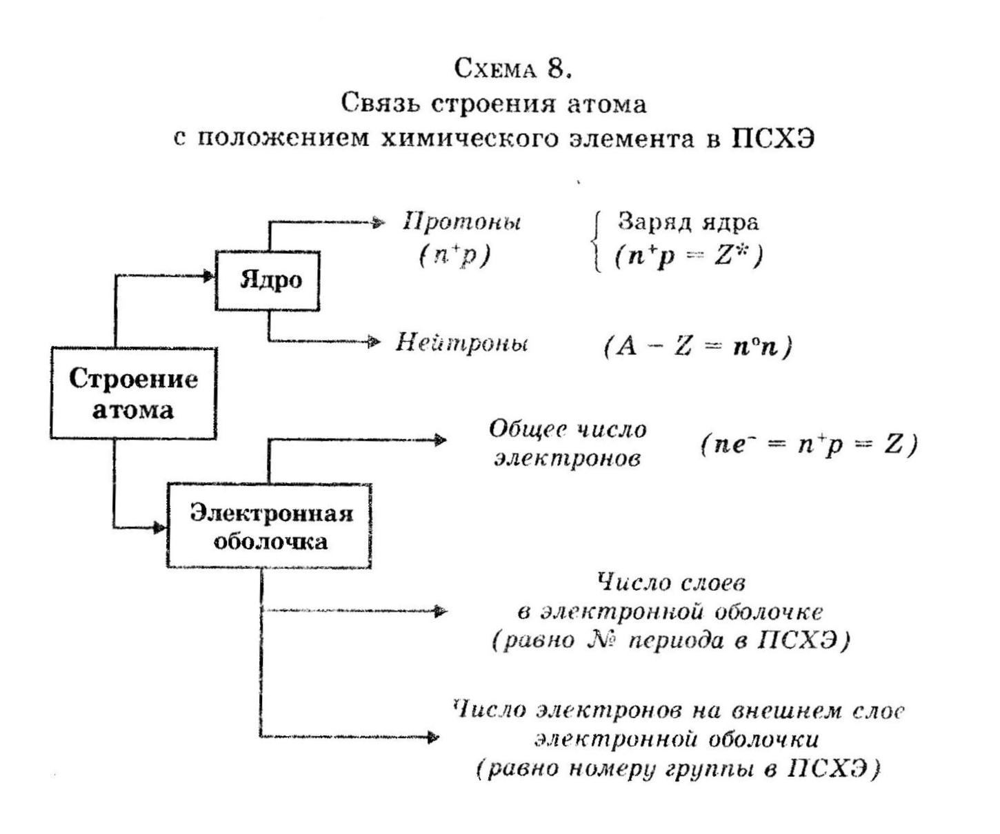 Схема 8.
Связь строения атома
с положением химического элемента в ПСХЭ
Протоны
(n⁺p)
Заряд ядра
(n⁺p = Z*)
Ядро
Нейтроны
(A − Z = n⁰n)
Строение
атома
Общее число
электронов
(ne⁻ = n⁺p = Z)
Электронная
оболочка
Число слоев
в электронной оболочке
(равно № периода в ПСХЭ)
Число электронов на внешнем слое
электронной оболочки
(равно номеру группы в ПСХЭ)